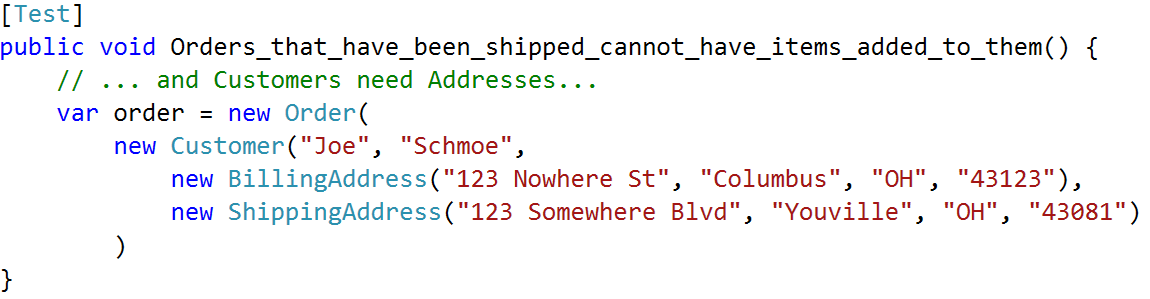 [Test]
public void Orders_that_have_been_shipped_cannot_have_items_added_to_them() {
    // ... and Customers need Addresses...
    var order = new Order(
        new Customer("Joe", "Schmoe",
            new BillingAddress("123 Nowhere St", "Columbus", "OH", "43123"),
            new ShippingAddress("123 Somewhere Blvd", "Youville", "OH", "43081")
        )
}